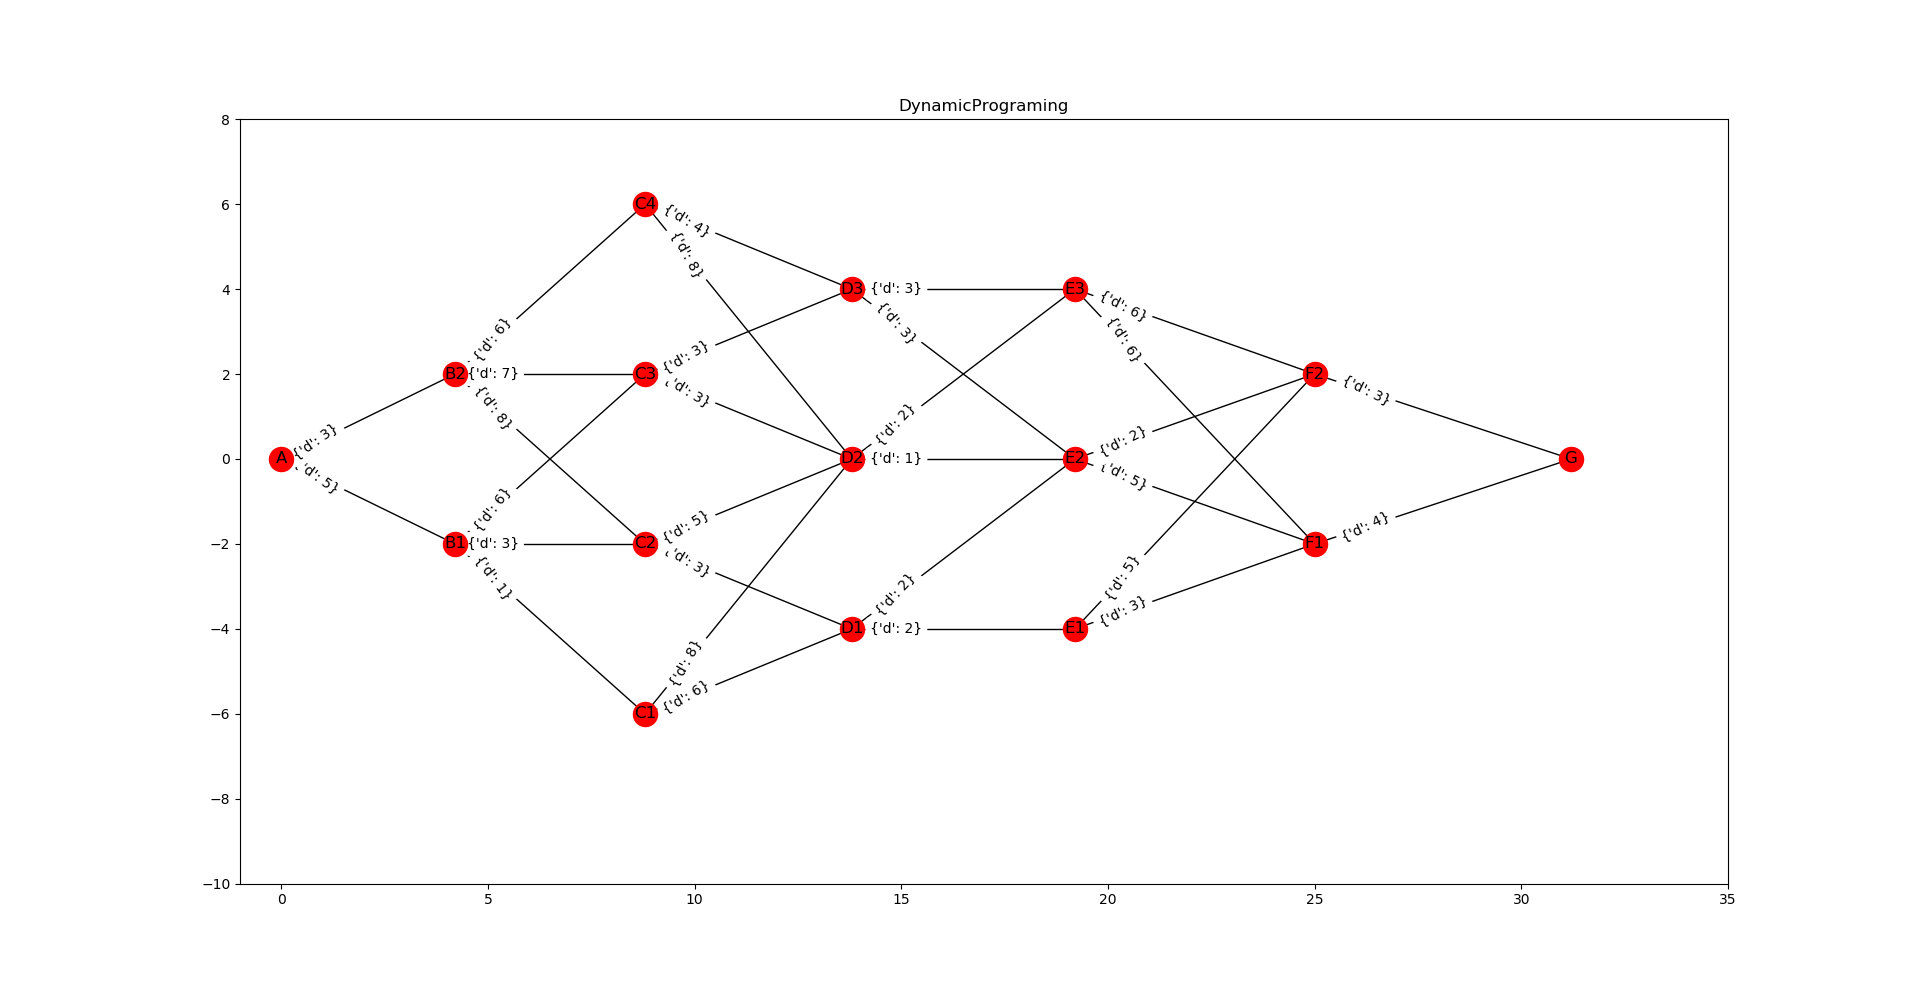 DynamicPrograming
8
6
4
2
0
−2
−4
−6
−8
−10
0
5
10
15
20
25
30
35
A
B2
B1
C4
C3
C2
C1
D3
D2
D1
E3
E2
E1
F2
F1
G
{'d': 3}
{'d': 5}
{'d': 6}
{'d': 7}
{'d': 8}
{'d': 6}
{'d': 3}
{'d': 1}
{'d': 4}
{'d': 8}
{'d': 3}
{'d': 3}
{'d': 5}
{'d': 3}
{'d': 8}
{'d': 6}
{'d': 3}
{'d': 3}
{'d': 2}
{'d': 1}
{'d': 2}
{'d': 2}
{'d': 6}
{'d': 6}
{'d': 2}
{'d': 5}
{'d': 5}
{'d': 3}
{'d': 3}
{'d': 4}